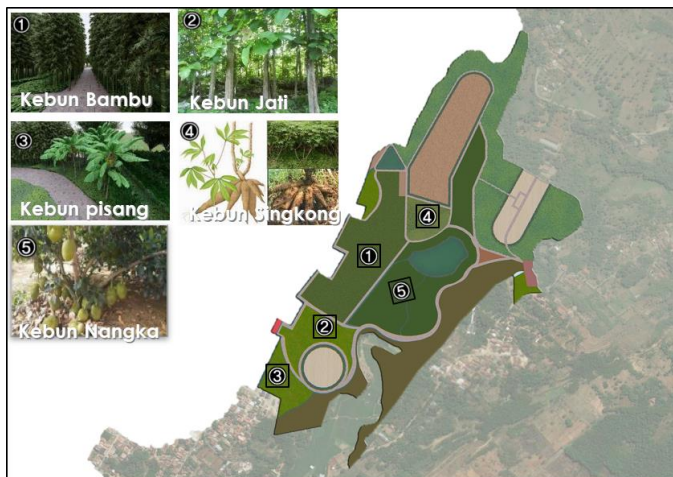 ①
Kebun Bambu
②
Kebun Jati
③
Kebun pisang
④
Kebun Singkong
⑤
Kebun Nangka
④
①
⑤
②
③